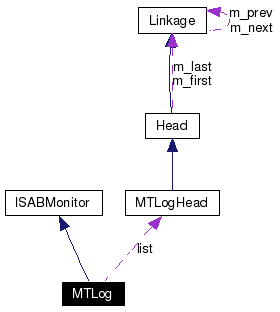 Linkage
m_prev
m_next
m_last
m_first
Head
ISABMonitor
MTLogHead
list
MTLog